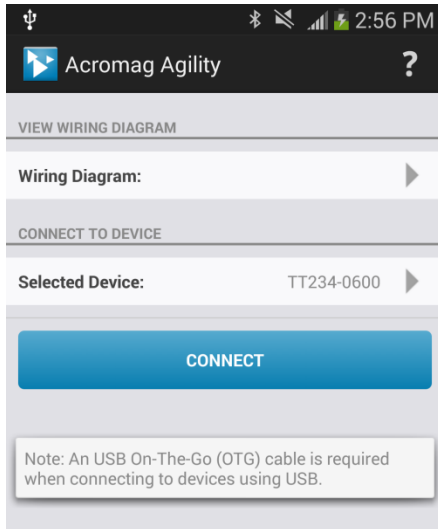 2:56 PM
Acromag Agility
?
VIEW WIRING DIAGRAM
Wiring Diagram:
CONNECT TO DEVICE
Selected Device: TT234-0600
CONNECT
Note: An USB On-The-Go (OTG) cable is required
when connecting to devices using USB.